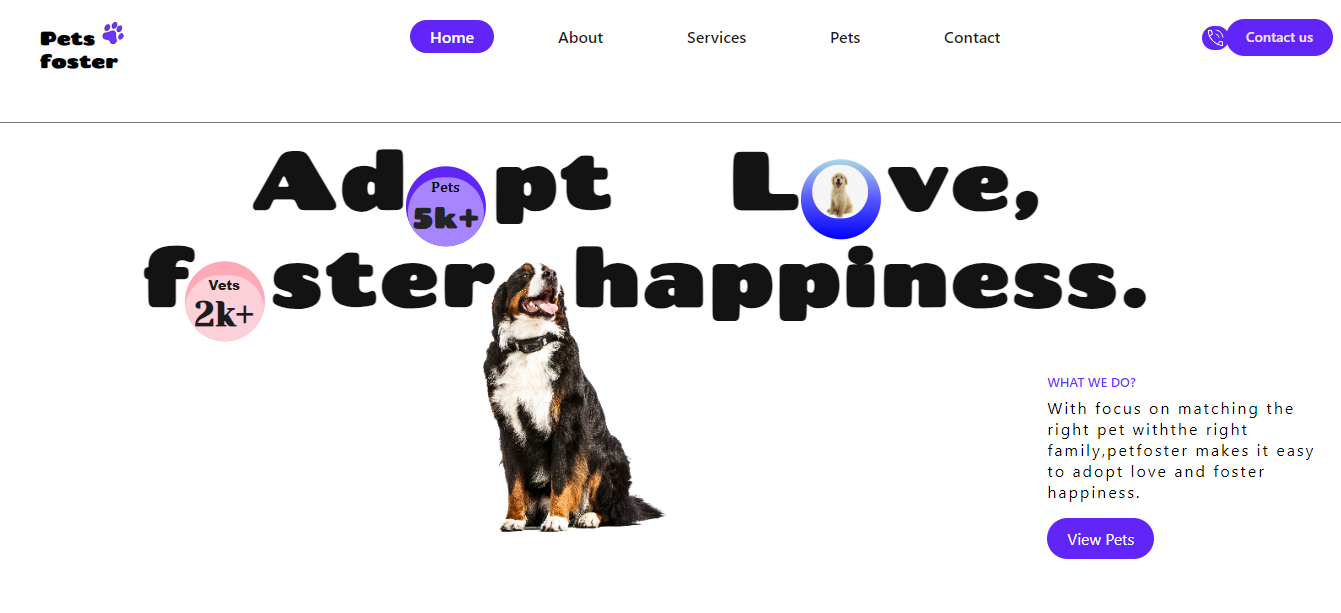 Pets
foster
Home
About
Services
Pets
Contact
Contact us
Ad pt L ve,
Pets
5k+
f ster happiness.
Vets
2k+
WHAT WE DO?
With focus on matching the
right pet withthe right
family,petfoster makes it easy
to adopt love and foster
happiness.
View Pets